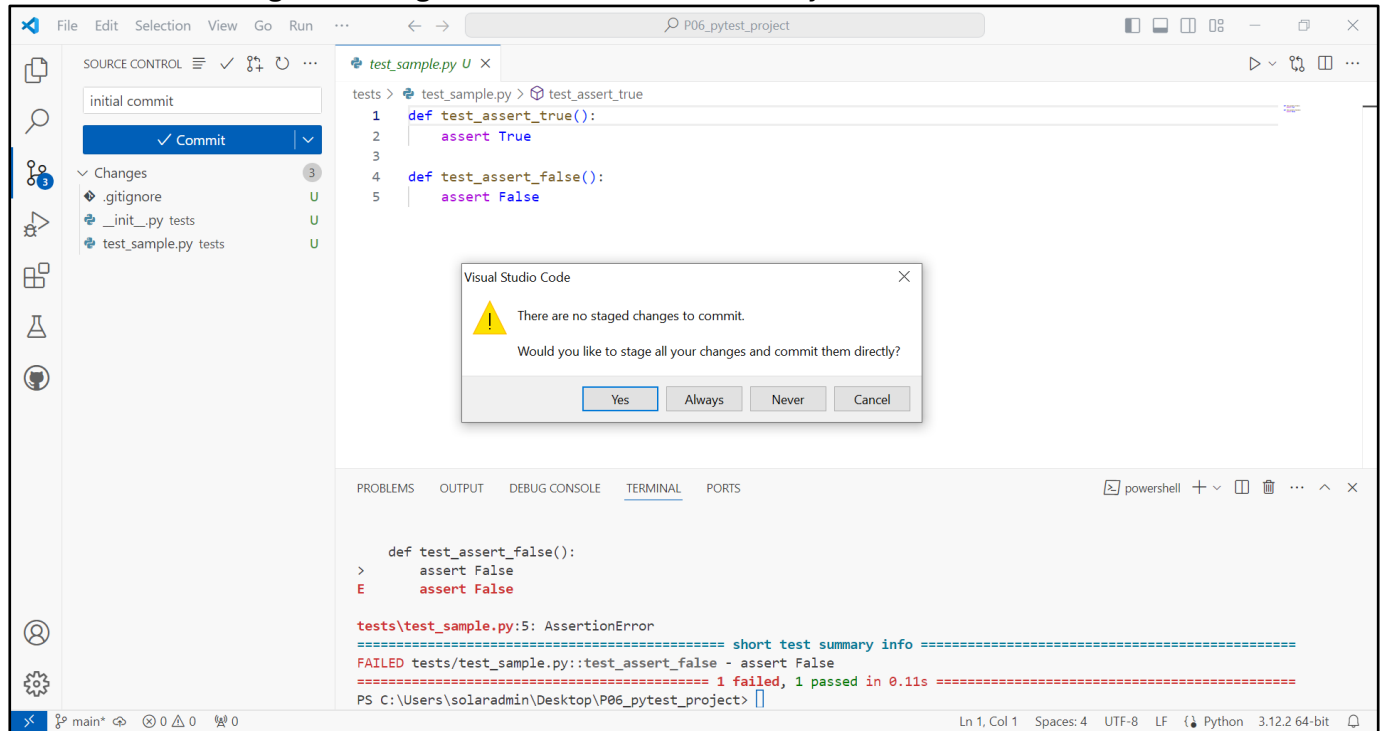 File Edit Selection View Go Run ··· P06_pytest_project
SOURCE CONTROL
initial commit
Commit
Changes 3
.gitignore U
__init__.py tests U
test_sample.py tests U
3
test_sample.py U
tests > test_sample.py > test_assert_true
1 def test_assert_true():
2 assert True
3
4 def test_assert_false():
5 assert False
Visual Studio Code
There are no staged changes to commit.
Would you like to stage all your changes and commit them directly?
Yes Always Never Cancel
PROBLEMS OUTPUT DEBUG CONSOLE TERMINAL PORTS powershell
def test_assert_false():
> assert False
E assert False
tests\test_sample.py:5: AssertionError
=============================================== short test summary info ================================================
FAILED tests/test_sample.py::test_assert_false - assert False
============================================= 1 failed, 1 passed in 0.11s ==============================================
PS C:\Users\solaradmin\Desktop\P06_pytest_project>
main* 0 0 0 Ln 1, Col 1 Spaces: 4 UTF-8 LF Python 3.12.2 64-bit